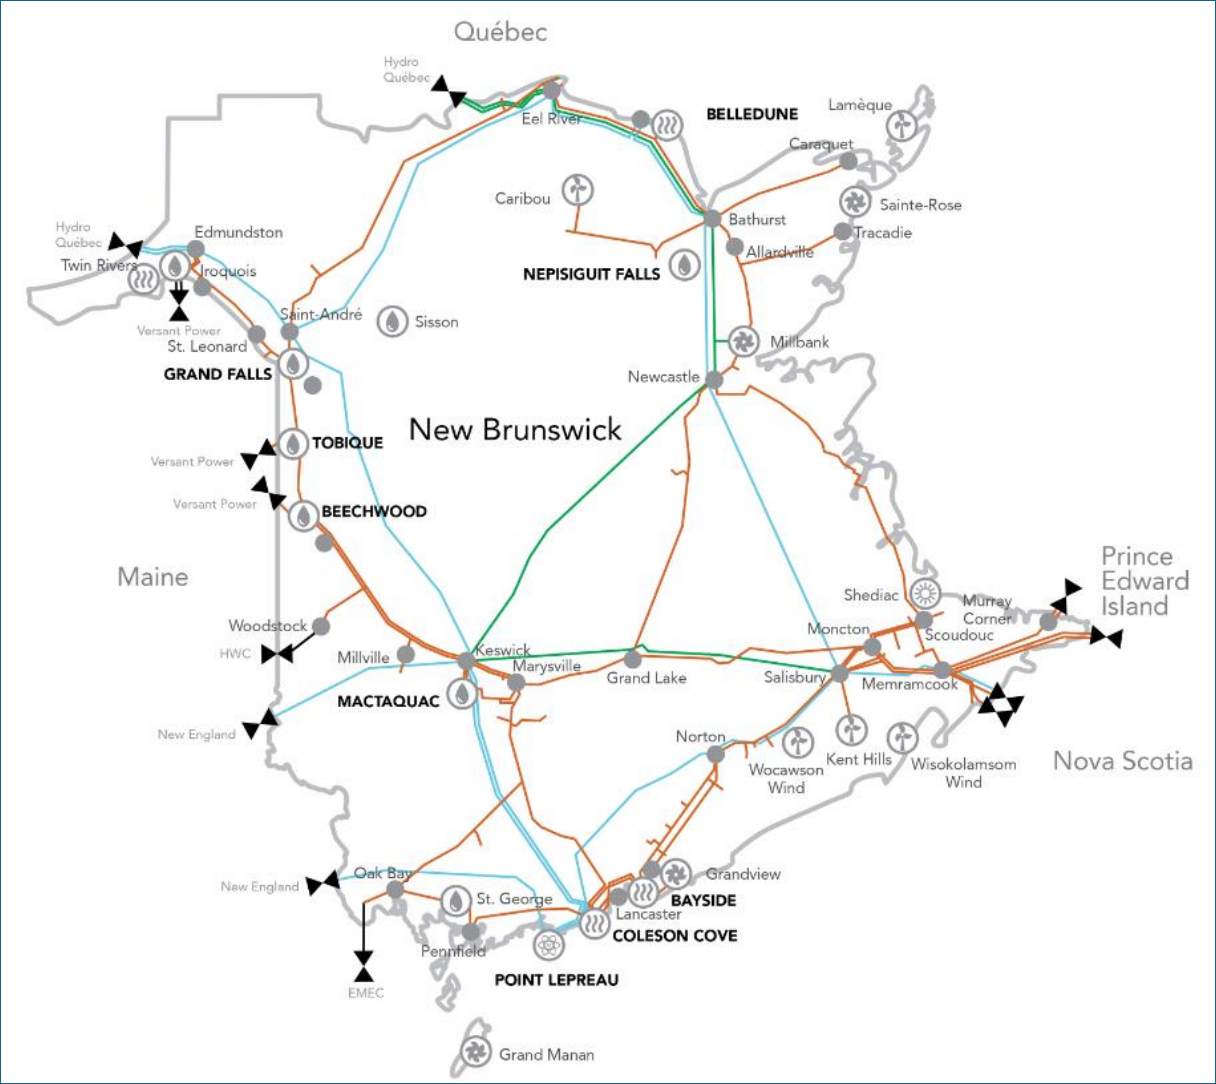 Québec
Hydro
Québec
Eel River
BELLEDUNE
Lamèque
Caraquet
Caribou
Sainte-Rose
Bathurst
Tracadie
Allardville
Hydro
Québec
Edmundston
Twin Rivers
Iroquois
NEPISIGUIT FALLS
Saint-André
Sisson
Versant Power
St. Leonard
Millbank
GRAND FALLS
Newcastle
New Brunswick
TOBIQUE
Versant Power
Versant Power
BEECHWOOD
Maine
Prince
Edward
Island
Shediac
Murray
Corner
Woodstock
Moncton
Scoudouc
HWC
Millville
Keswick
Marysville
Grand Lake
Salisbury
Memramcook
MACTAQUAC
New England
Norton
Wocawson
Wind
Kent Hills
Wisokolamsom
Wind
Nova Scotia
Oak Bay
New England
Grandview
St. George
BAYSIDE
Lancaster
COLESON COVE
Pennfield
POINT LEPREAU
EMEC
Grand Manan